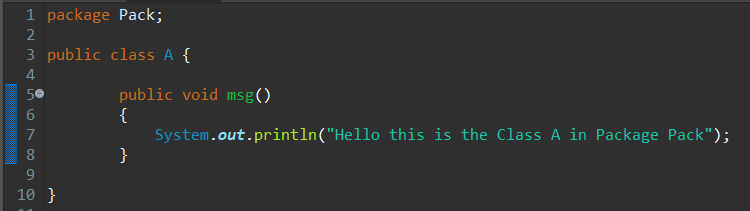 1 package Pack;
2
3 public class A {
4
5 public void msg()
6 {
7 System.out.println("Hello this is the Class A in Package Pack");
8 }
9
10 }
11